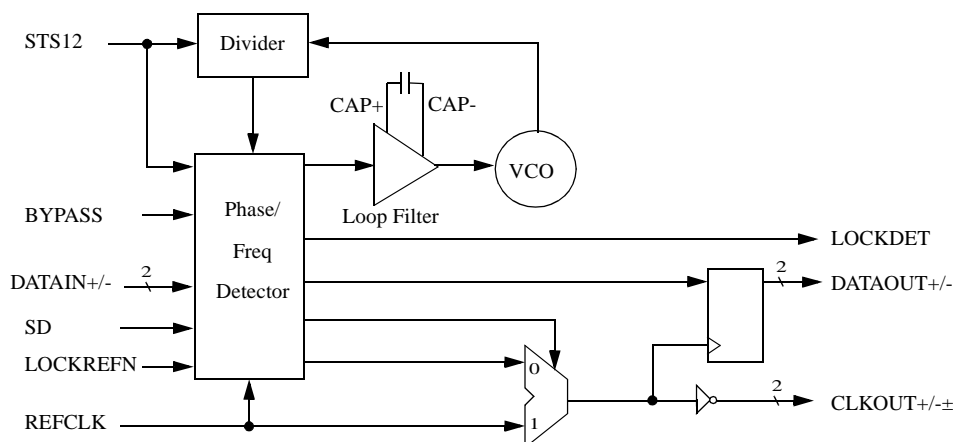 STS12
Divider
CAP+
CAP-
VCO
Loop Filter
BYPASS
Phase/
Freq
Detector
LOCKDET
DATAIN+/-
2
2
DATAOUT+/-
SD
LOCKREFN
0
1
REFCLK
2
CLKOUT+/-±